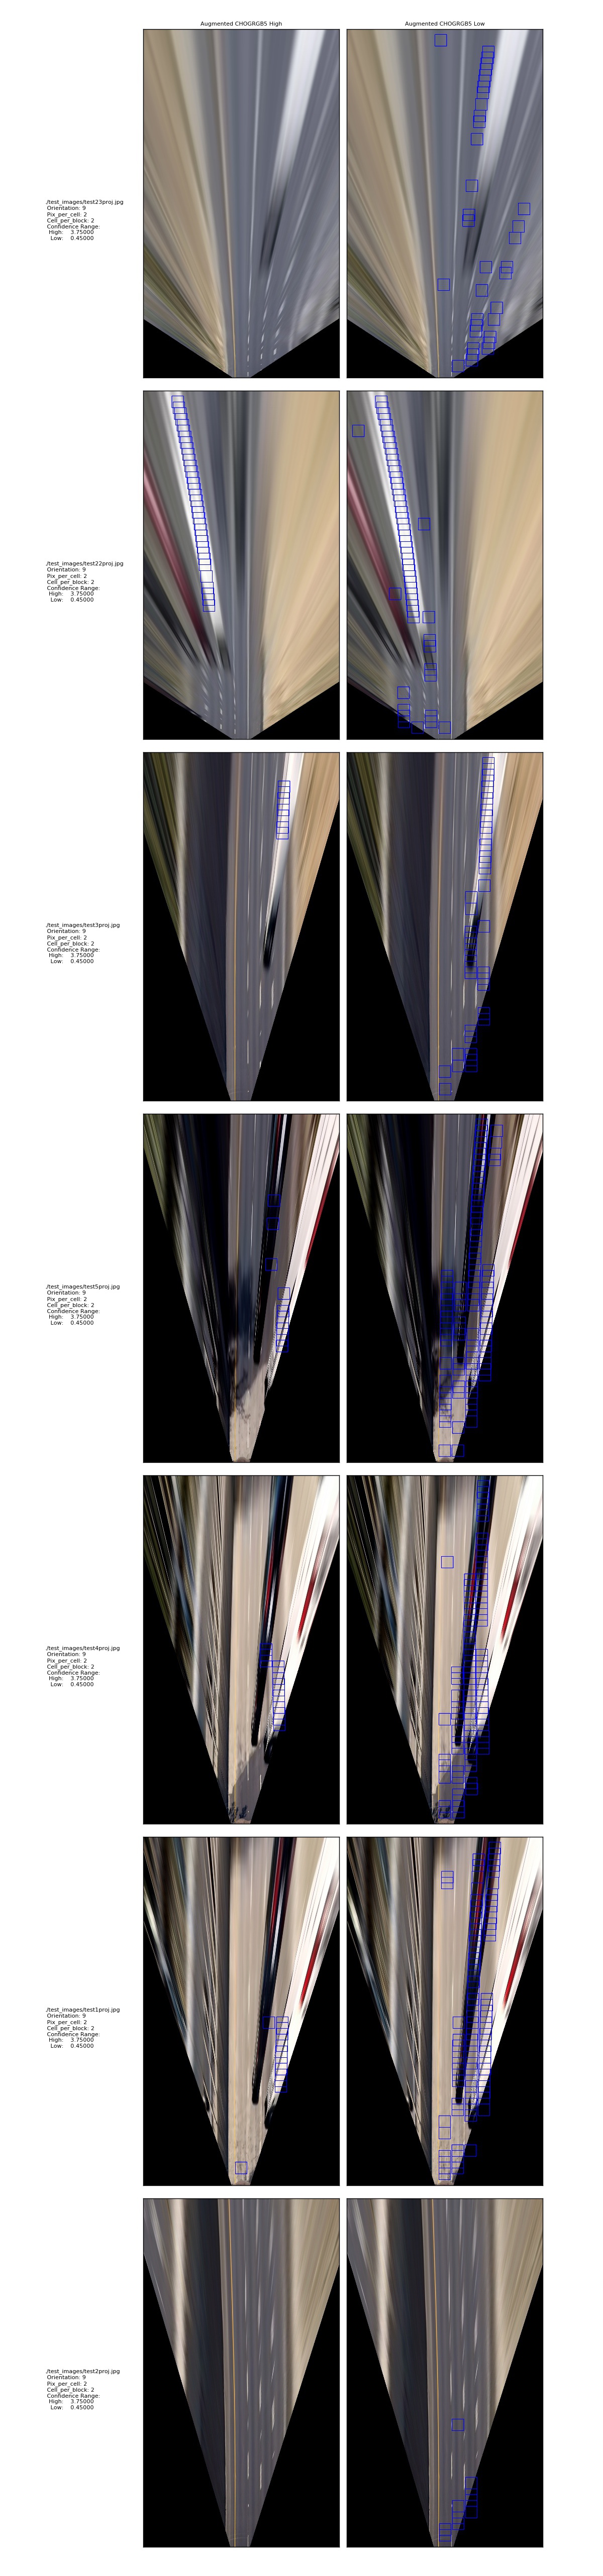 Augmented CHOGRGB5 High
Augmented CHOGRGB5 Low
/test_images/test23proj.jpg
Orientation: 9
Pix_per_cell: 2
Cell_per_block: 2
Confidence Range:
High: 3.75000
Low: 0.45000
/test_images/test22proj.jpg
Orientation: 9
Pix_per_cell: 2
Cell_per_block: 2
Confidence Range:
High: 3.75000
Low: 0.45000
/test_images/test3proj.jpg
Orientation: 9
Pix_per_cell: 2
Cell_per_block: 2
Confidence Range:
High: 3.75000
Low: 0.45000
/test_images/test5proj.jpg
Orientation: 9
Pix_per_cell: 2
Cell_per_block: 2
Confidence Range:
High: 3.75000
Low: 0.45000
/test_images/test4proj.jpg
Orientation: 9
Pix_per_cell: 2
Cell_per_block: 2
Confidence Range:
High: 3.75000
Low: 0.45000
/test_images/test1proj.jpg
Orientation: 9
Pix_per_cell: 2
Cell_per_block: 2
Confidence Range:
High: 3.75000
Low: 0.45000
/test_images/test2proj.jpg
Orientation: 9
Pix_per_cell: 2
Cell_per_block: 2
Confidence Range:
High: 3.75000
Low: 0.45000